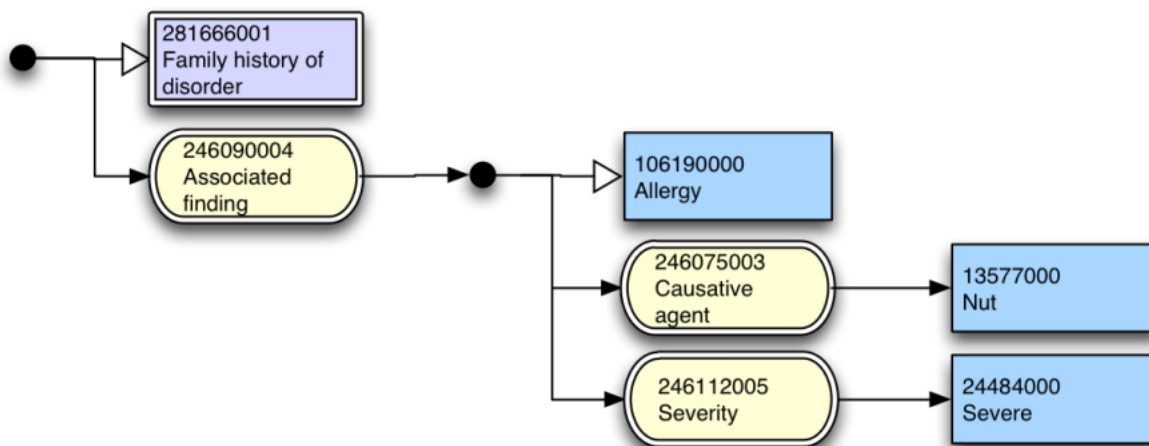 281666001
Family history of
disorder
246090004
Associated
finding
106190000
Allergy
246075003
Causative
agent
13577000
Nut
246112005
Severity
24484000
Severe